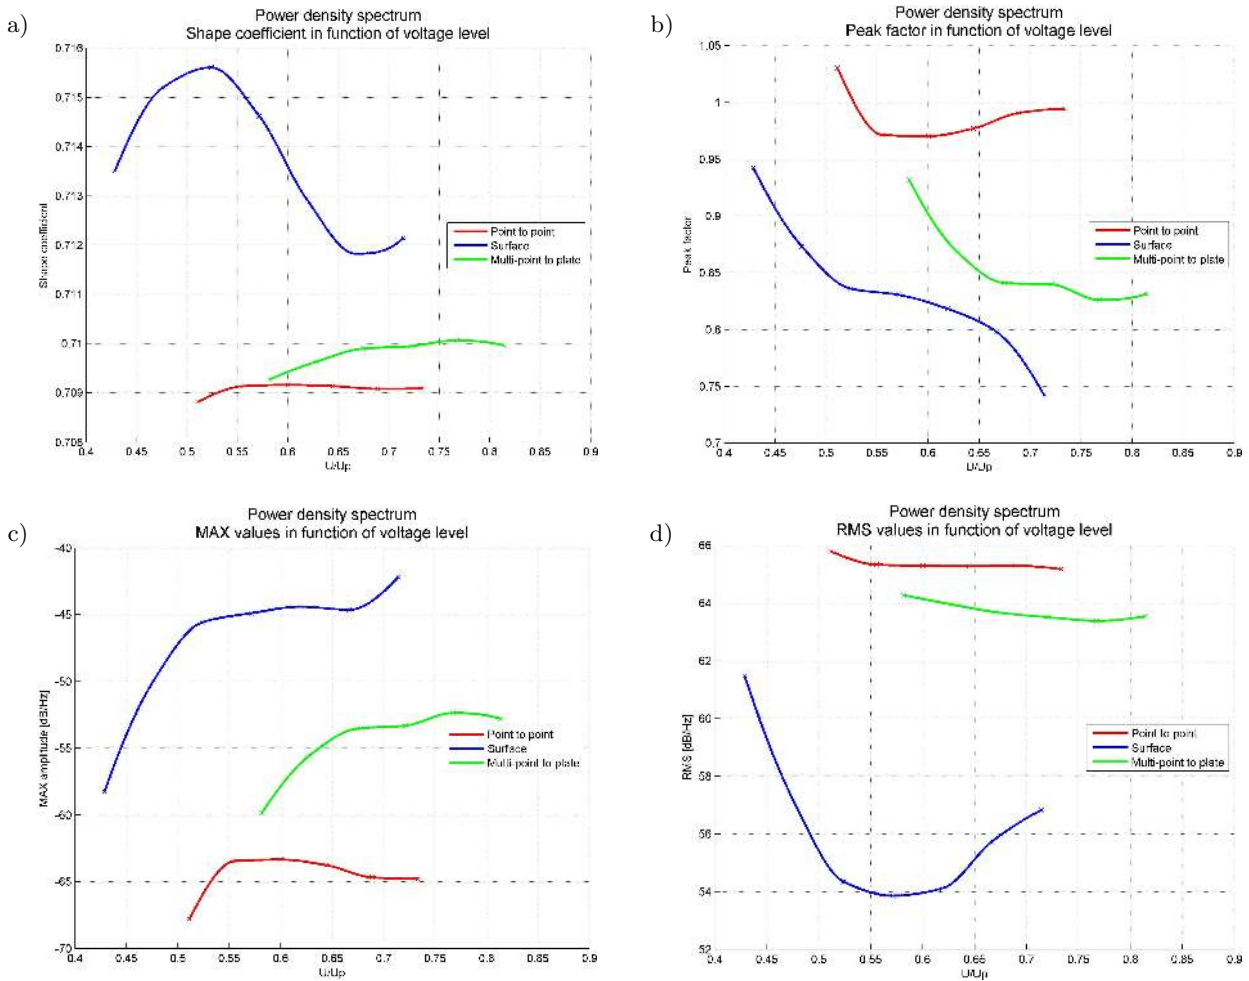 a)
Power density spectrum
Shape coefficient in function of voltage level
0.716
0.715
0.714
0.713
0.712
0.711
0.71
0.709
0.708
Shape coefficient
Point to point
Surface
Multi-point to plate
0.4 0.45 0.5 0.55 0.6 0.65 0.7 0.75 0.8 0.85 0.9
U/Up
b)
Power density spectrum
Peak factor in function of voltage level
1.05
1
0.95
0.9
0.85
0.8
0.75
0.7
Peak factor
Point to point
Surface
Multi-point to plate
0.4 0.45 0.5 0.55 0.6 0.65 0.7 0.75 0.8 0.85 0.9
U/Up
c)
Power density spectrum
MAX values in function of voltage level
-40
-45
-50
-55
-60
-65
-70
MAX amplitude [dB/Hz]
Point to point
Surface
Multi-point to plate
0.4 0.45 0.5 0.55 0.6 0.65 0.7 0.75 0.8 0.85 0.9
U/Up
d)
Power density spectrum
RMS values in function of voltage level
66
64
62
60
58
56
54
52
RMS [dB/Hz]
Point to point
Surface
Multi-point to plate
0.4 0.45 0.5 0.55 0.6 0.65 0.7 0.75 0.8 0.85 0.9
U/Up